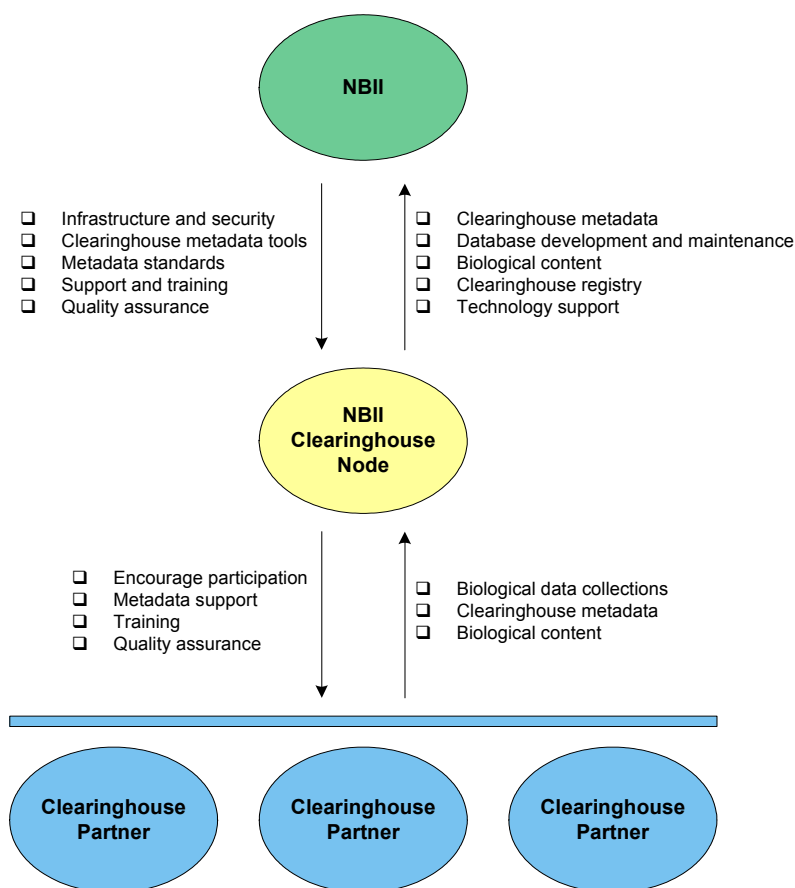 NBII
❑ Infrastructure and security
❑ Clearinghouse metadata tools
❑ Metadata standards
❑ Support and training
❑ Quality assurance
❑ Clearinghouse metadata
❑ Database development and maintenance
❑ Biological content
❑ Clearinghouse registry
❑ Technology support
NBII
Clearinghouse
Node
❑ Encourage participation
❑ Metadata support
❑ Training
❑ Quality assurance
❑ Biological data collections
❑ Clearinghouse metadata
❑ Biological content
Clearinghouse
Partner
Clearinghouse
Partner
Clearinghouse
Partner